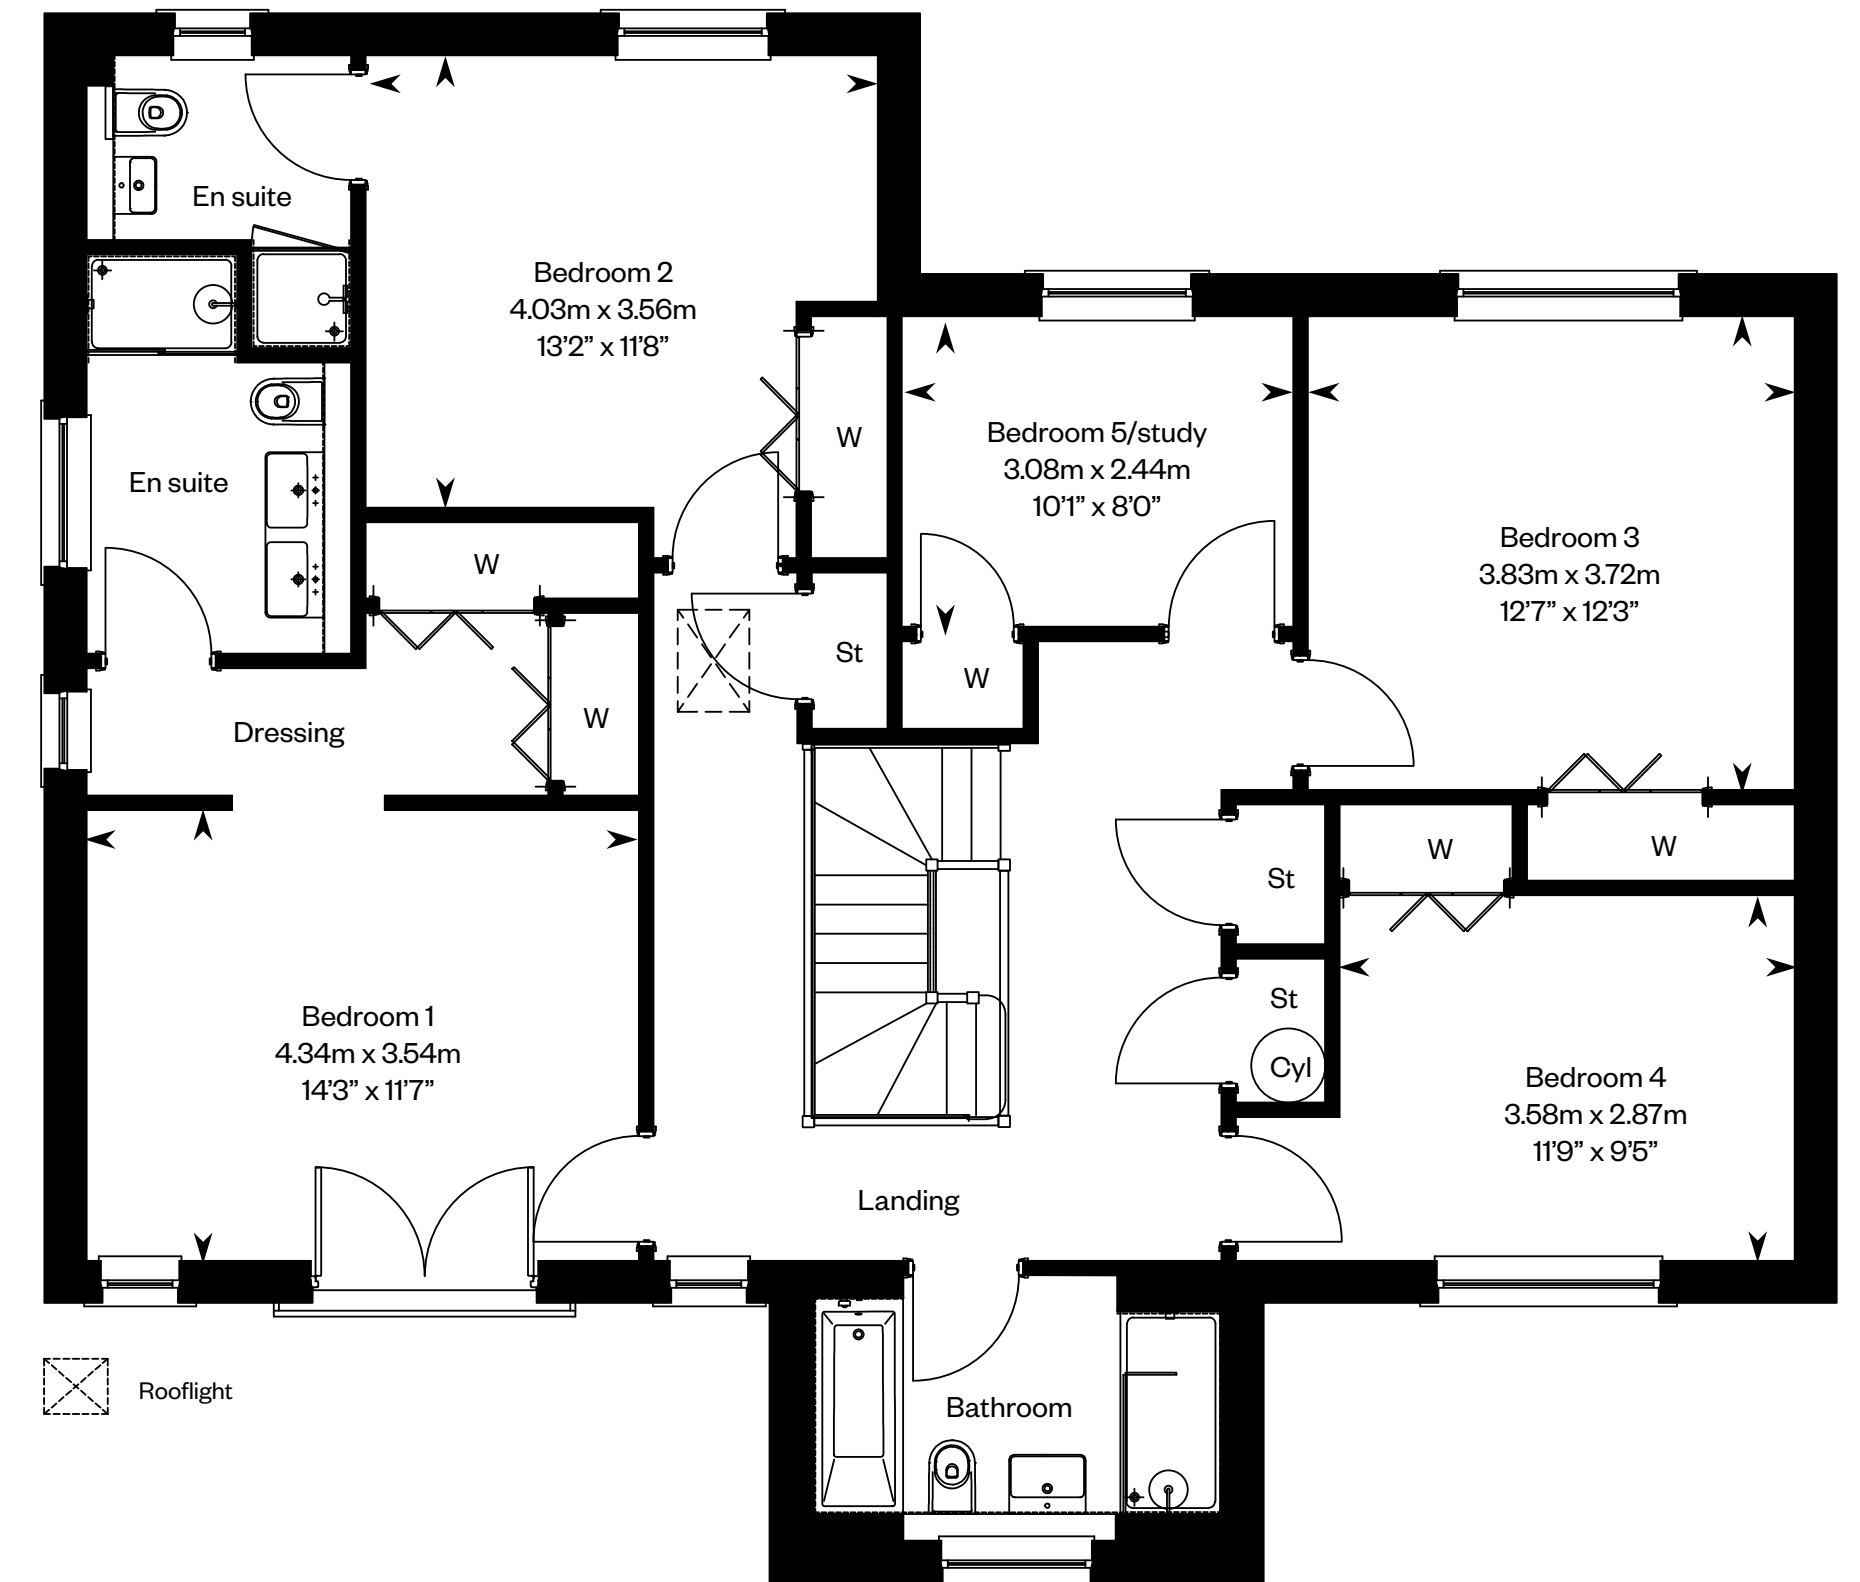 En suite
Bedroom 2
4.03m x 3.56m
13’2” x 11’8”
W
Bedroom 5/study
3.08m x 2.44m
10’1” x 8’0”
En suite
Bedroom 3
3.83m x 3.72m
12’7” x 12’3”
W
St
W
W
Dressing
W
W
St
Bedroom 1
4.34m x 3.54m
14’3” x 11’7”
St
Cyl
Bedroom 4
3.58m x 2.87m
11’9” x 9’5”
Landing
Rooflight
Bathroom